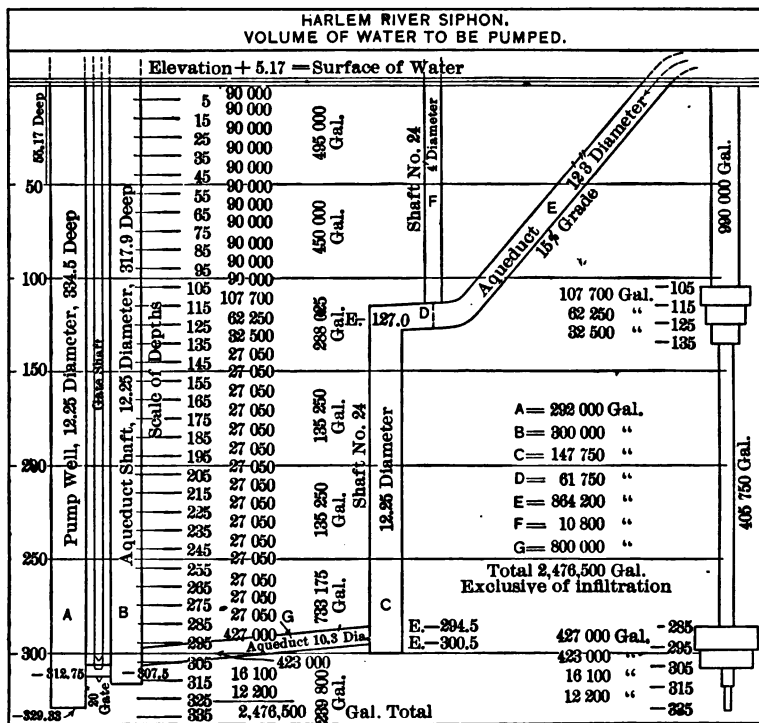 HARLEM RIVER SIPHON.
VOLUME OF WATER TO BE PUMPED.
Elevation + 5.17 = Surface of Water
55.17 Deep
Pump Well, 12.25 Diameter, 334.5 Deep
Gate Shaft
Aqueduct Shaft, 12.25 Diameter, 317.9 Deep
Scale of Depths
50
100
150
200
250
300
A
B
-312.75
-307.5
-329.33
20" Gate
90 000
5
90 000
15
90 000
25
90 000
35
90 000
45
90 000
55
90 000
65
90 000
75
90 000
85
90 000
95
90 000
105
107 700
115
62 250
125
32 500
135
27 050
145
27 050
155
27 050
165
27 050
175
27 050
185
27 050
195
27 050
205
27 050
215
27 050
225
27 050
235
27 050
245
27 050
255
27 050
265
27 050
275
27 050
285
427 000
295
423 000
305
16 100
315
12 200
325
335
2,476,500 Gal. Total
495 000 Gal.
450 000 Gal.
288 025 Gal.
135 250 Gal.
135 250 Gal.
733 175 Gal.
239 800 Gal.
G
Aqueduct 10.3 Dia.
Shaft No. 24
4' Diameter
F
E.- 127.0
D
Shaft No. 24
12.25 Diameter
C
Aqueduct 12.3 Diameter
E
15% Grade
E.-294.5
E.-300.5
A = 292 000 Gal.
B = 300 000 "
C = 147 750 "
D = 61 750 "
E = 864 200 "
F = 10 800 "
G = 800 000 "
Total 2,476,500 Gal.
Exclusive of infiltration
990 000 Gal.
107 700 Gal.
62 250 "
32 500 "
-105
-115
-125
-135
405 750 Gal.
427 000 Gal.
423 000 "
16 100 "
12 200 "
-285
-295
-305
-315
-325